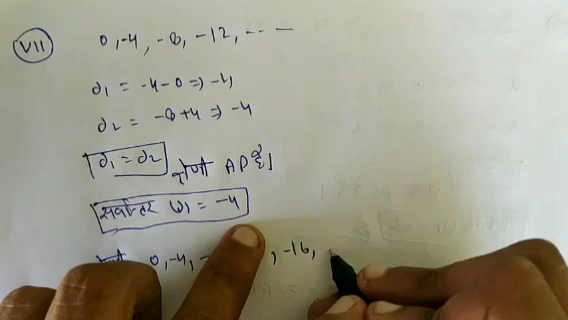 VII 0, -4, -8, -12, ...
d1 = -4-0 => -4,
d2 = -8+4 => -4
d1 = d2 श्रेणी AP है।
सर्वान्तर (d) = -4
0, -4, -16,